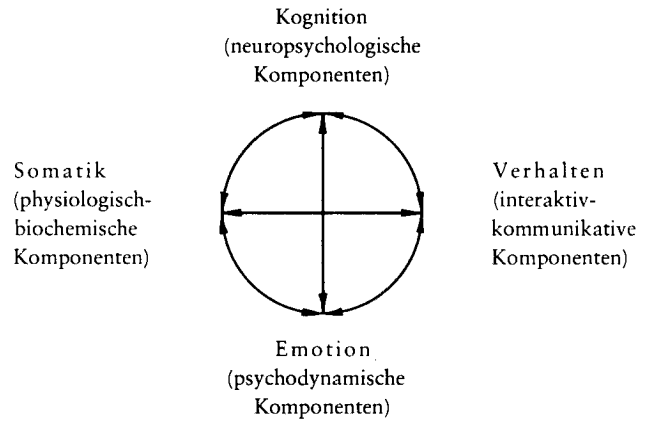 Kognition
(neuropsychologische
Komponenten)
Somatik
(physiologisch-
biochemische
Komponenten)
Verhalten
(interaktiv-
kommunikative
Komponenten)
Emotion
(psychodynamische
Komponenten)